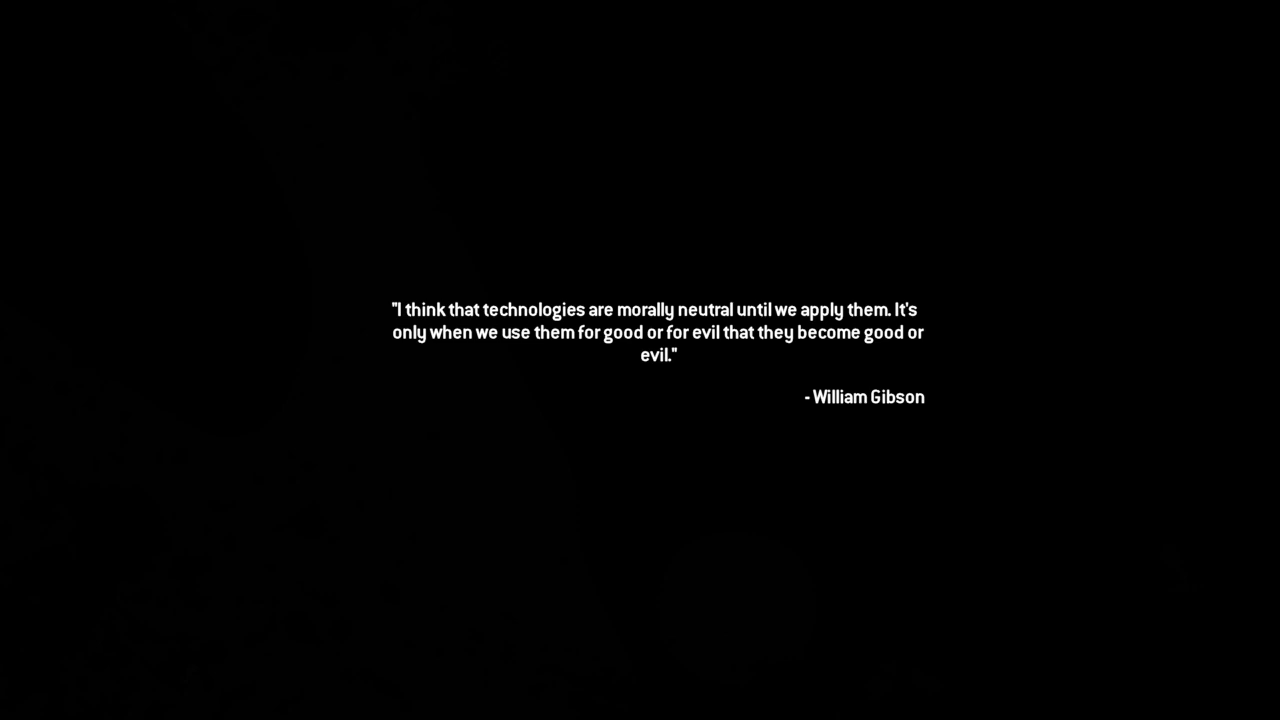 "I think that technologies are morally neutral until we apply them. It's
only when we use them for good or for evil that they become good or
evil."
- William Gibson